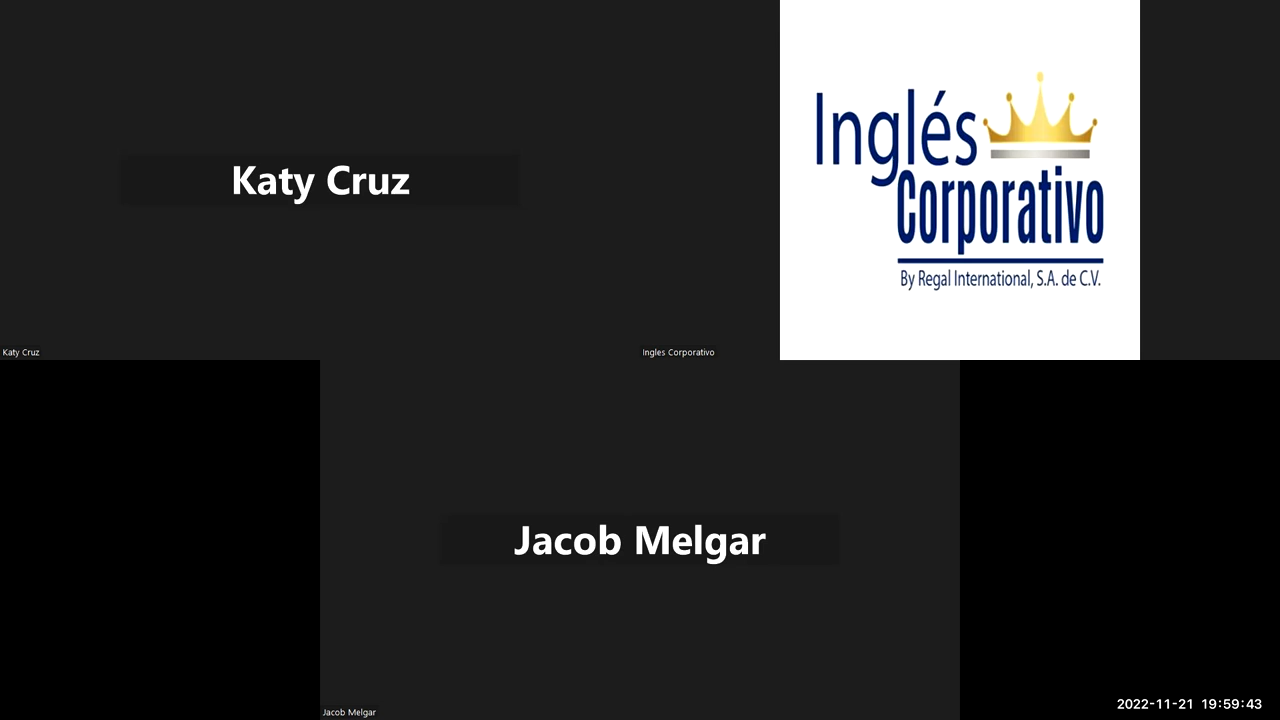 Katy Cruz
Inglés
Corporativo
By Regal International, S.A. de C.V.
Katy Cruz
Ingles Corporativo
Jacob Melgar
Jacob Melgar
2022-11-21 19:59:43